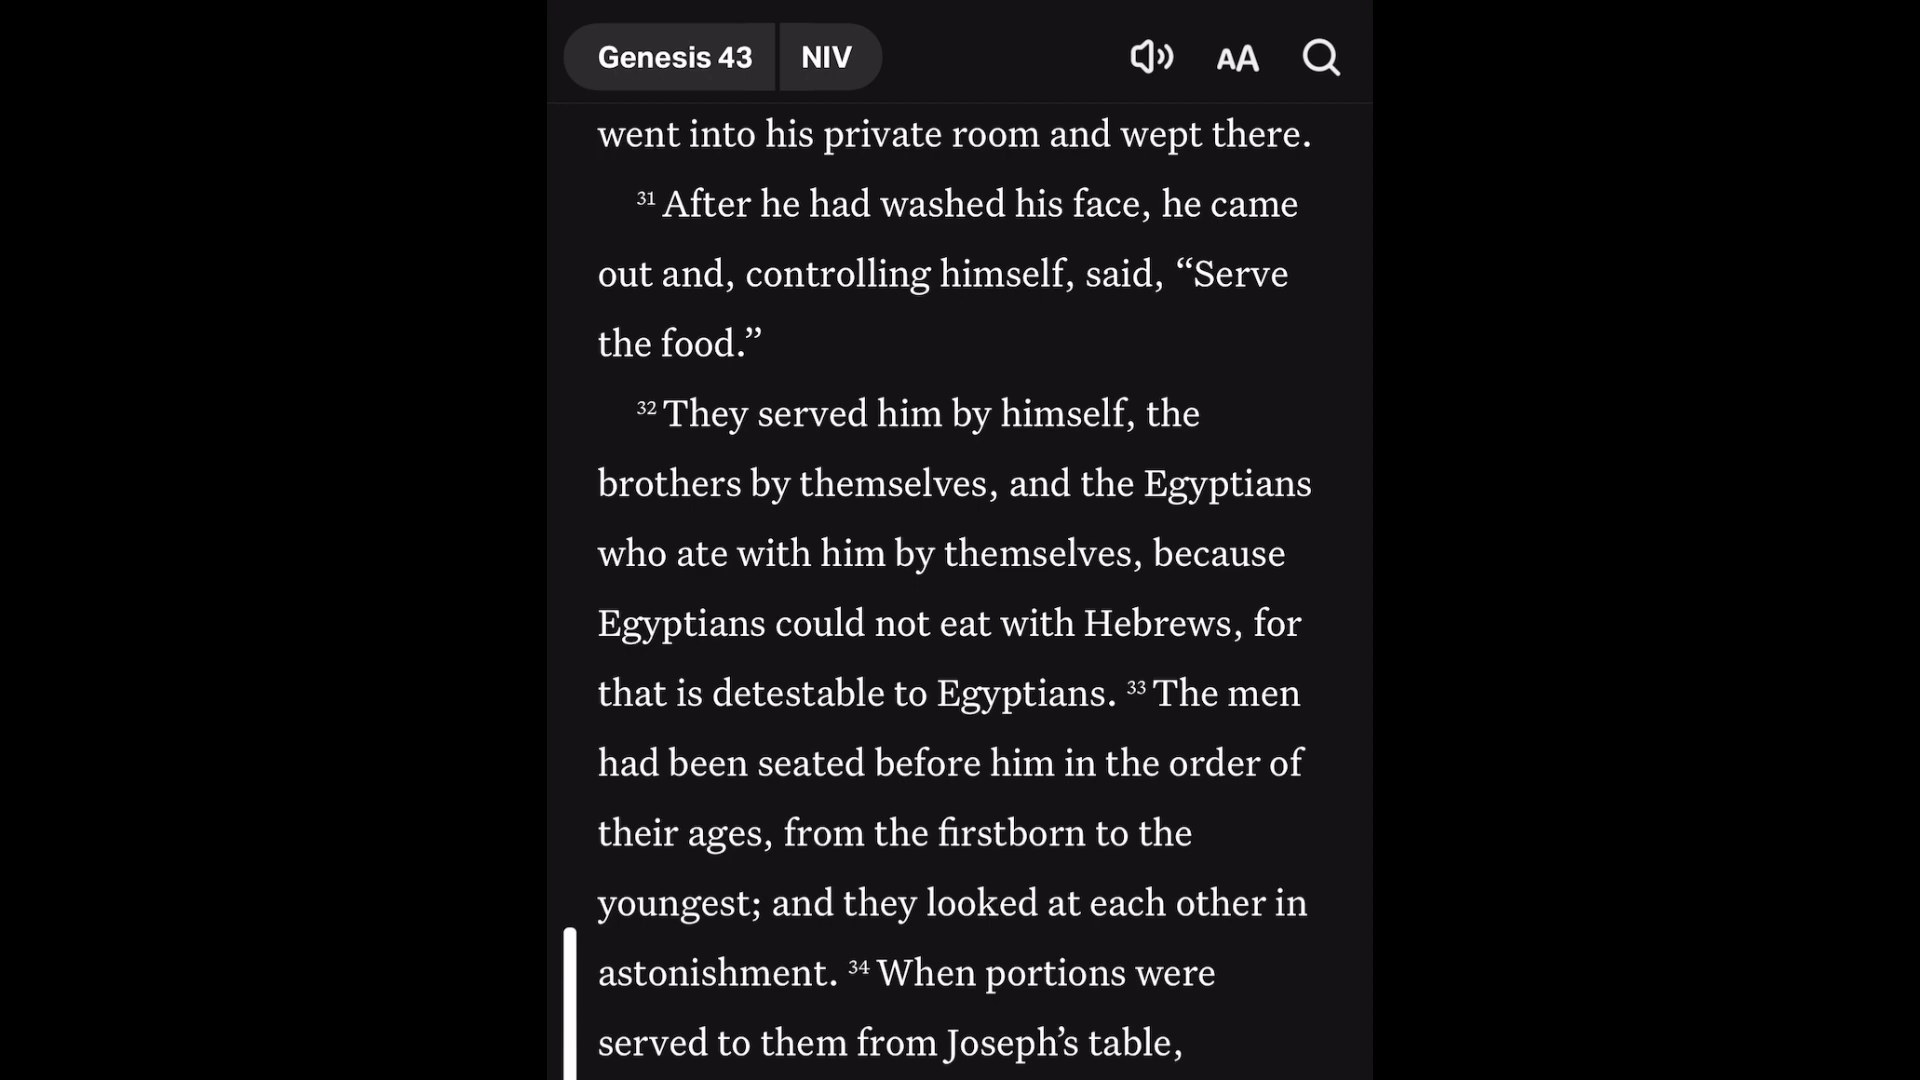 Genesis 43 NIV AA
went into his private room and wept there.
31 After he had washed his face, he came
out and, controlling himself, said, “Serve
the food.”
32 They served him by himself, the
brothers by themselves, and the Egyptians
who ate with him by themselves, because
Egyptians could not eat with Hebrews, for
that is detestable to Egyptians. 33 The men
had been seated before him in the order of
their ages, from the firstborn to the
youngest; and they looked at each other in
astonishment. 34 When portions were
served to them from Joseph’s table,